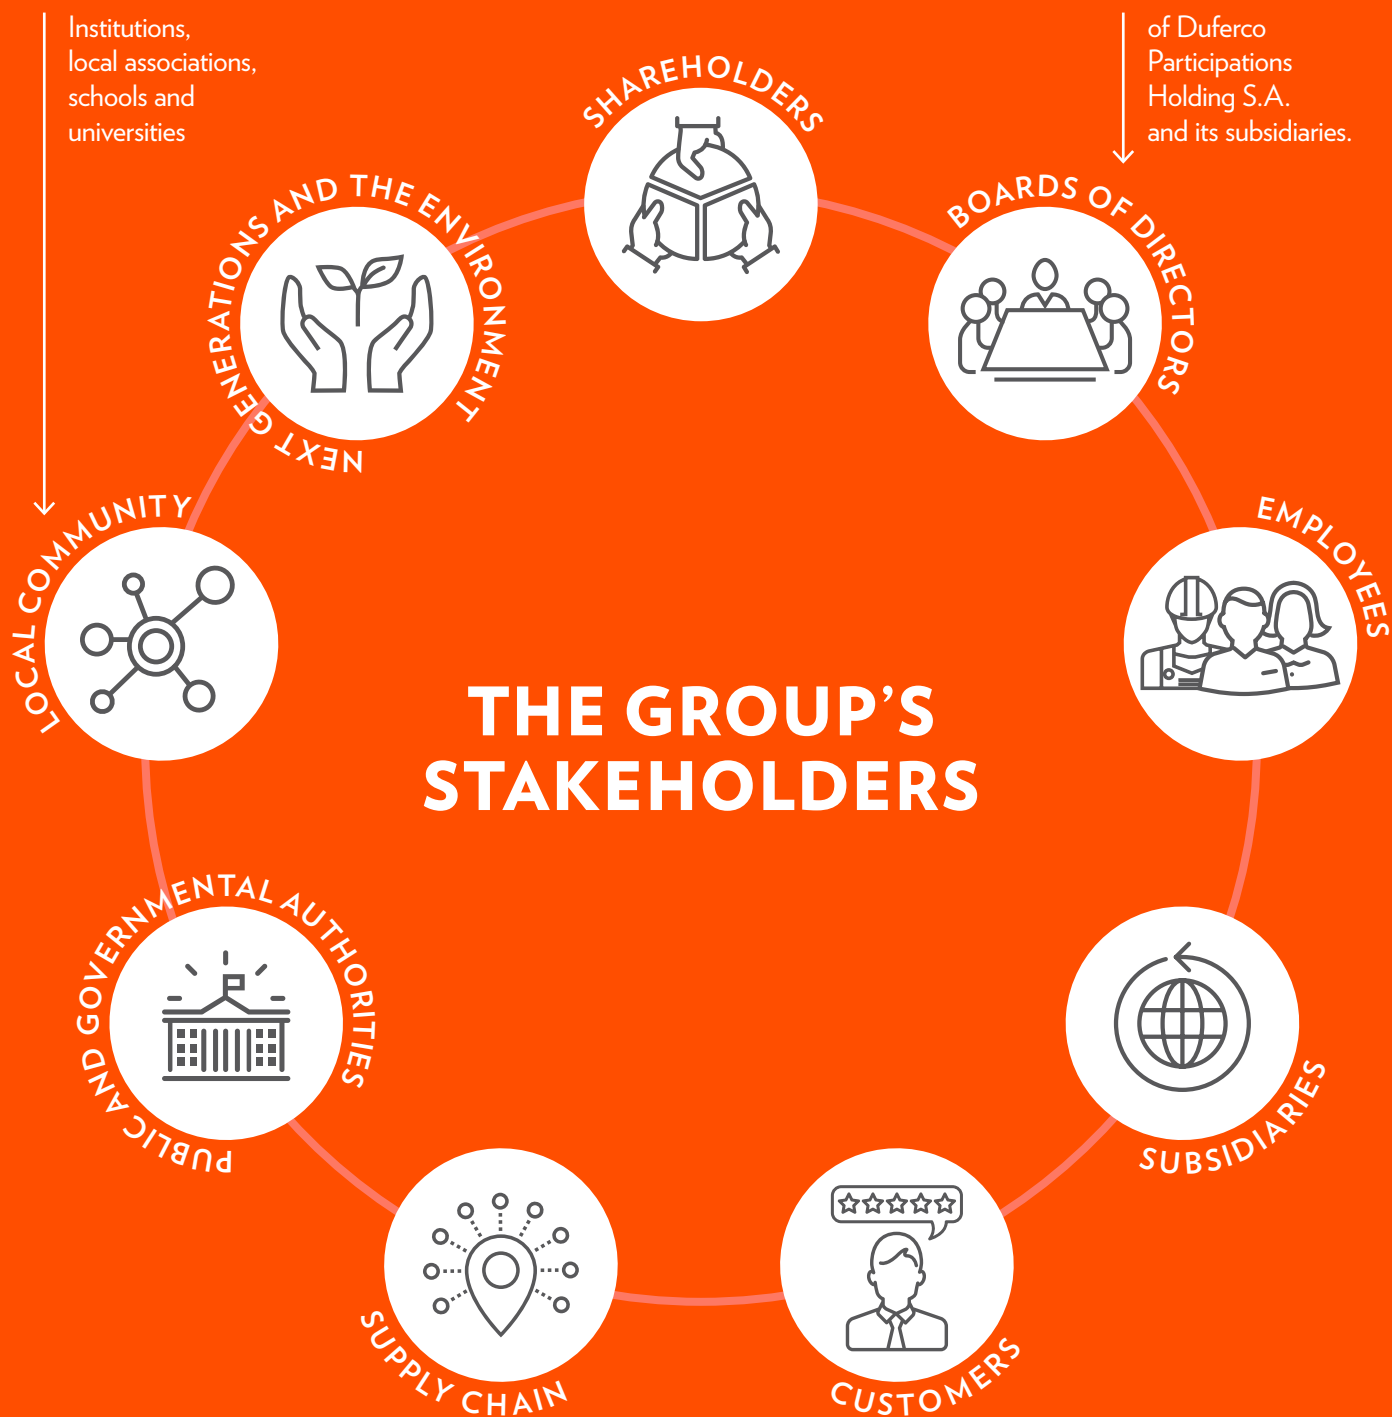 Institutions,
local associations,
schools and
universities
of Duferco
Participations
Holding S.A.
and its subsidiaries.
SHAREHOLDERS
BOARDS OF DIRECTORS
EMPLOYEES
SUBSIDIARIES
CUSTOMERS
SUPPLY CHAIN
PUBLIC AND GOVERNMENTAL AUTHORITIES
LOCAL COMMUNITY
NEXT GENERATIONS AND THE ENVIRONMENT
THE GROUP'S
STAKEHOLDERS